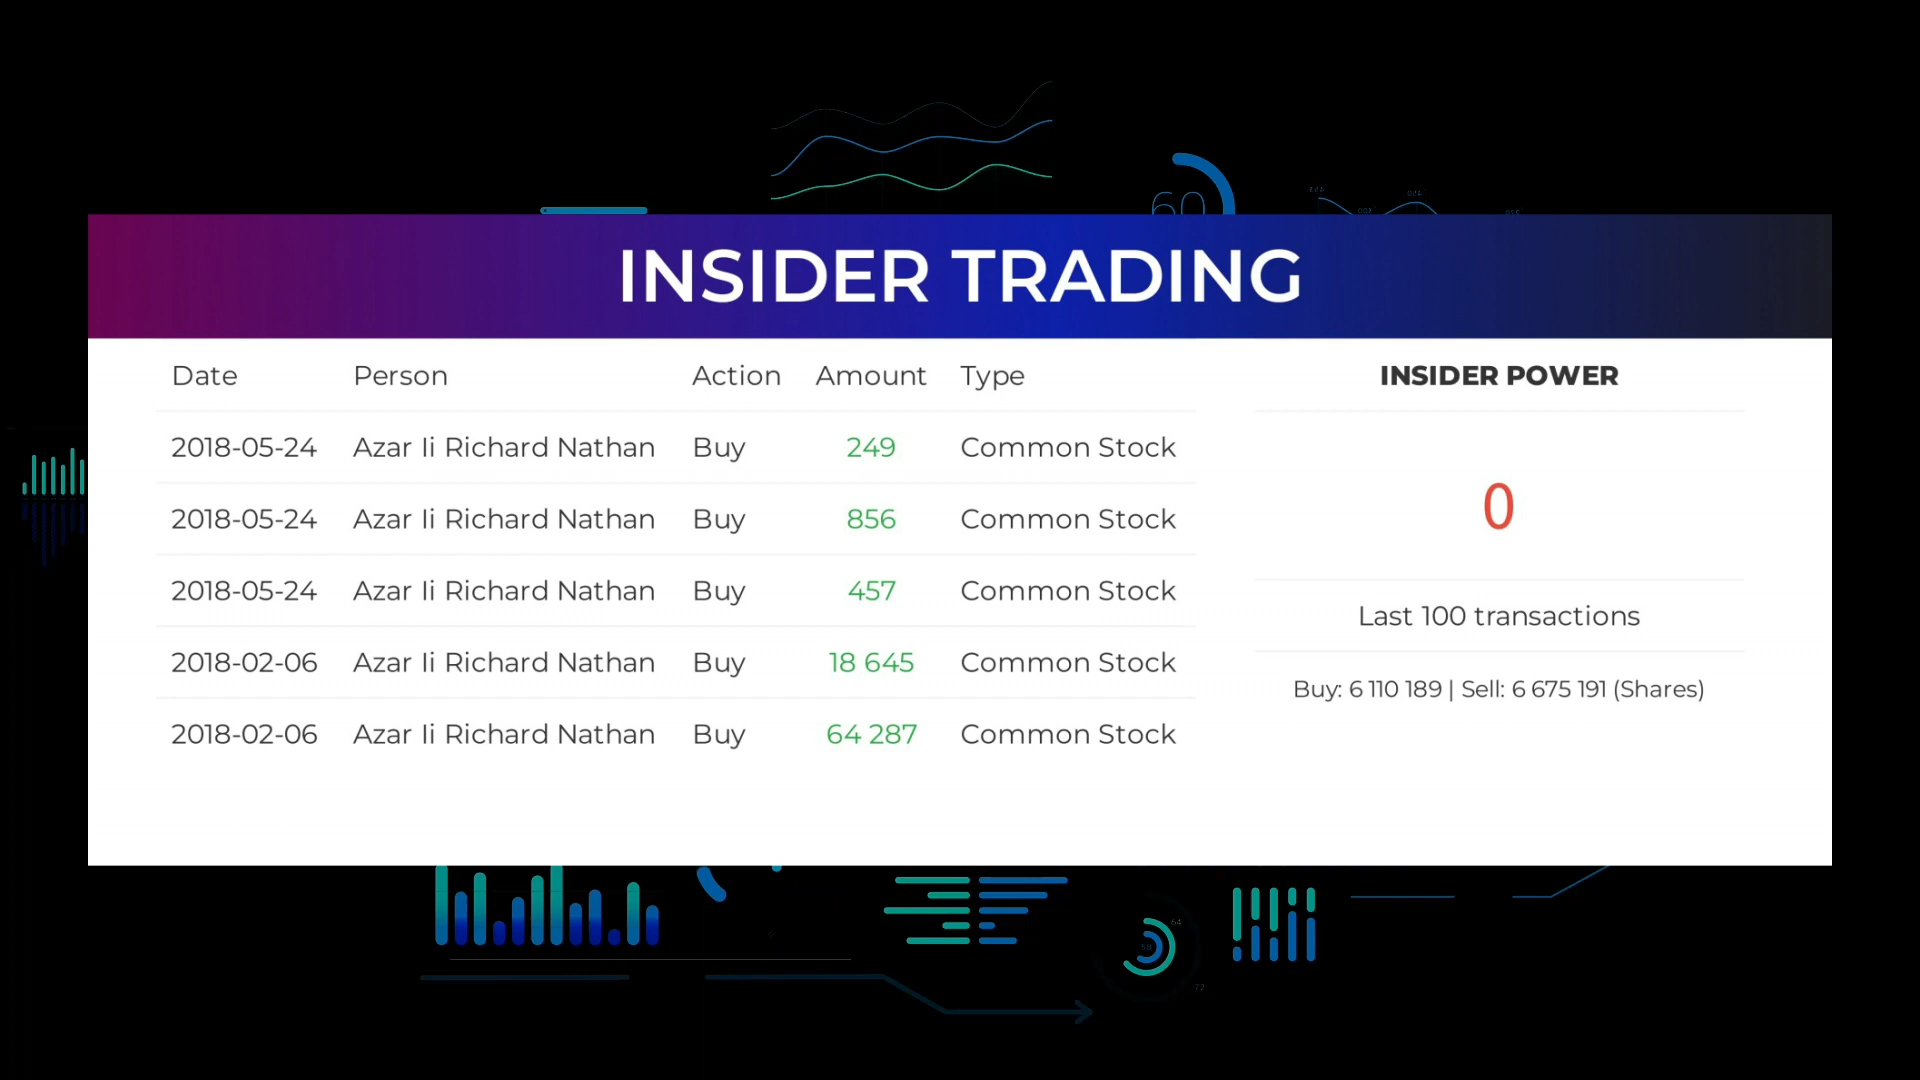 60
INSIDER TRADING
Date Person Action Amount Type
2018-05-24 Azar Ii Richard Nathan Buy 249 Common Stock
2018-05-24 Azar Ii Richard Nathan Buy 856 Common Stock
2018-05-24 Azar Ii Richard Nathan Buy 457 Common Stock
2018-02-06 Azar Ii Richard Nathan Buy 18 645 Common Stock
2018-02-06 Azar Ii Richard Nathan Buy 64 287 Common Stock
INSIDER POWER
0
Last 100 transactions
Buy: 6 110 189 | Sell: 6 675 191 (Shares)
64